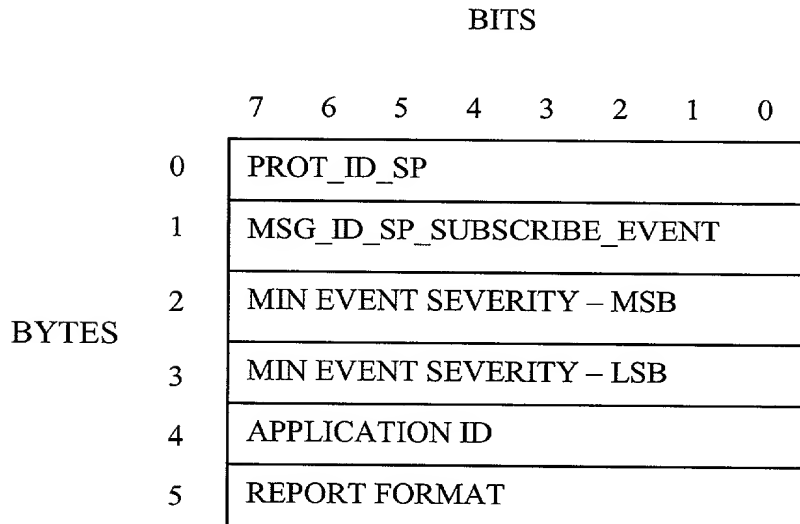 BITS
7 6 5 4 3 2 1 0
0 PROT_ID_SP
1 MSG_ID_SP_SUBSCRIBE_EVENT
2 MIN EVENT SEVERITY – MSB
BYTES
3 MIN EVENT SEVERITY – LSB
4 APPLICATION ID
5 REPORT FORMAT